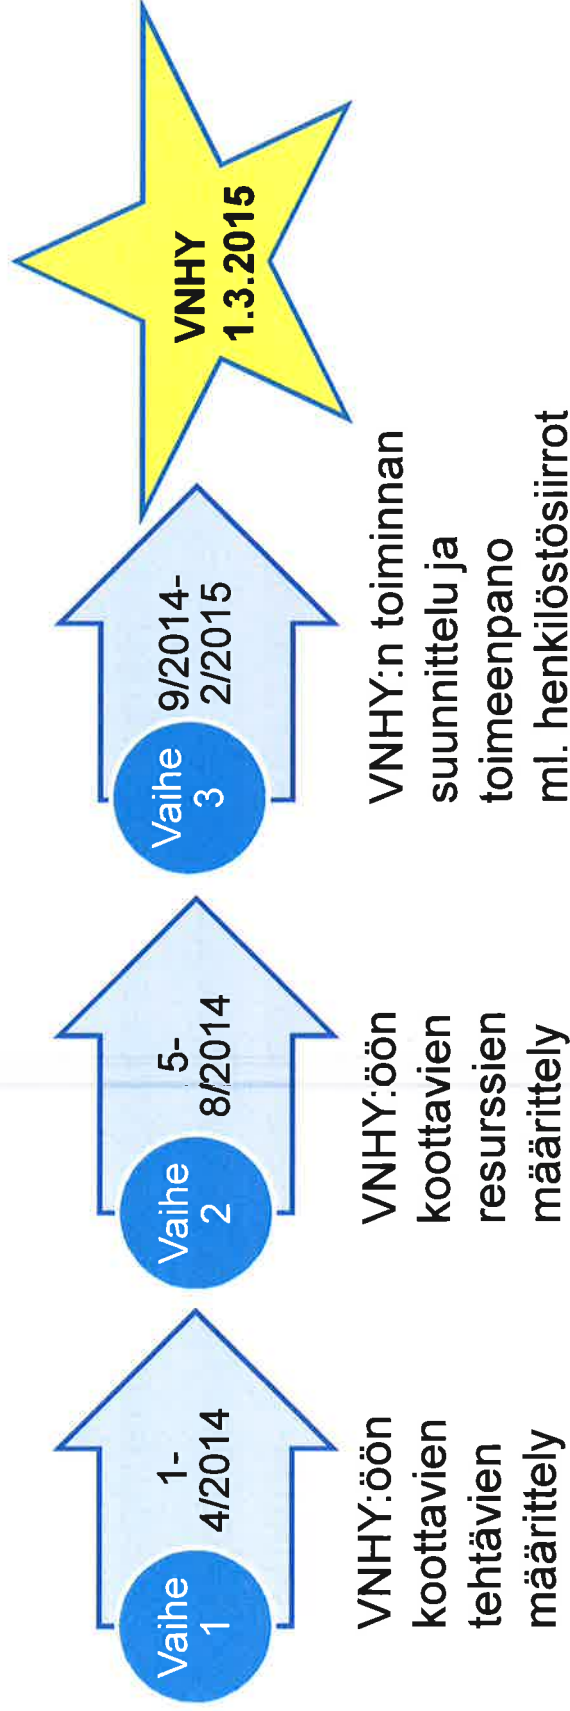 Vaihe
1
1-
4/2014
VNHY:öön
koottavien
tehtävien
määrittely
Vaihe
2
5-
8/2014
VNHY:öön
koottavien
resurssien
määrittely
Vaihe
3
9/2014-
2/2015
VNHY:n toiminnan
suunnittelu ja
toimeenpano
ml. henkilöstösiirrot
VNHY
1.3.2015